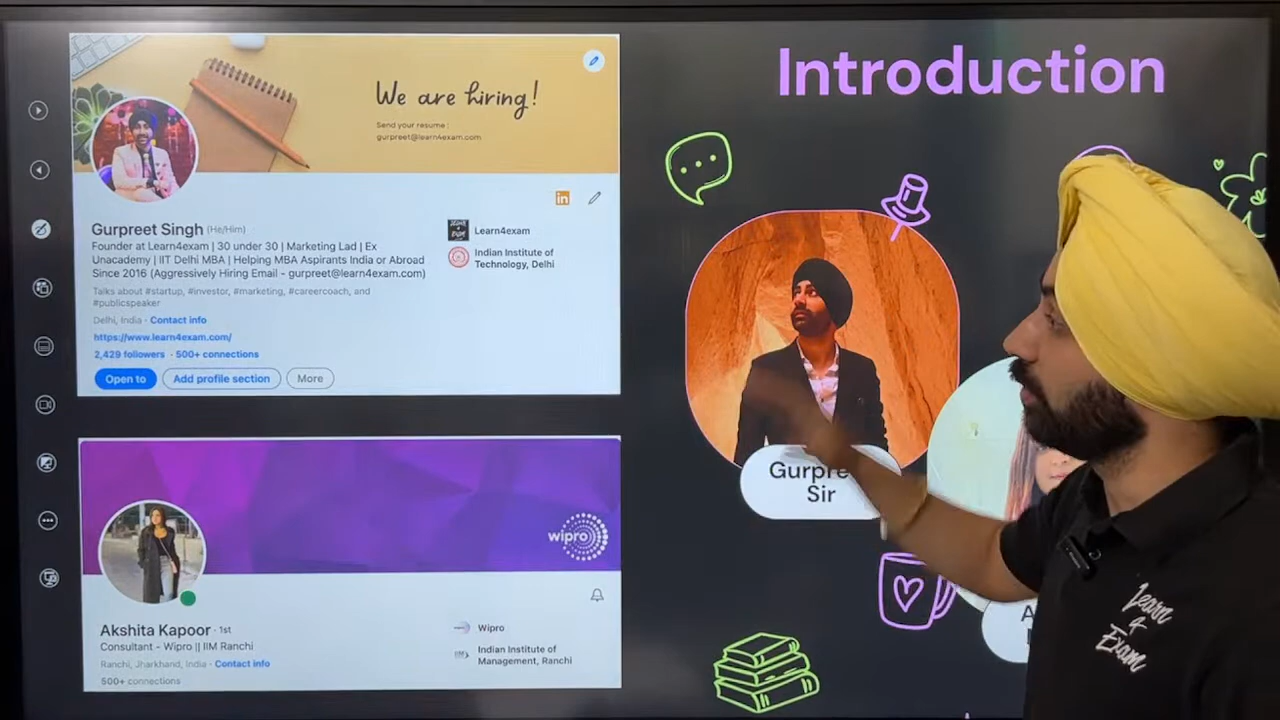 Introduction
We are hiring!
Send your resume :
gurpreet@learn4exam.com
Gurpreet Singh (He/Him)
Founder at Learn4exam | 30 under 30 | Marketing Lad | Ex
Unacademy | IIT Delhi MBA | Helping MBA Aspirants India or Abroad
Since 2016 (Aggressively Hiring Email - gurpreet@learn4exam.com)
Talks about #startup, #investor, #marketing, #careercoach, and
#publicspeaker
Delhi, India · Contact info
https://www.learn4exam.com/
2,429 followers · 500+ connections
Open to
Add profile section
More
in
Learn4exam
Indian Institute of
Technology, Delhi
wipro
Akshita Kapoor · 1st
Consultant - Wipro || IIM Ranchi
Ranchi, Jharkhand, India · Contact info
500+ connections
Wipro
Indian Institute of
Management, Ranchi
Gurpre
Sir
Learn
4
Exam